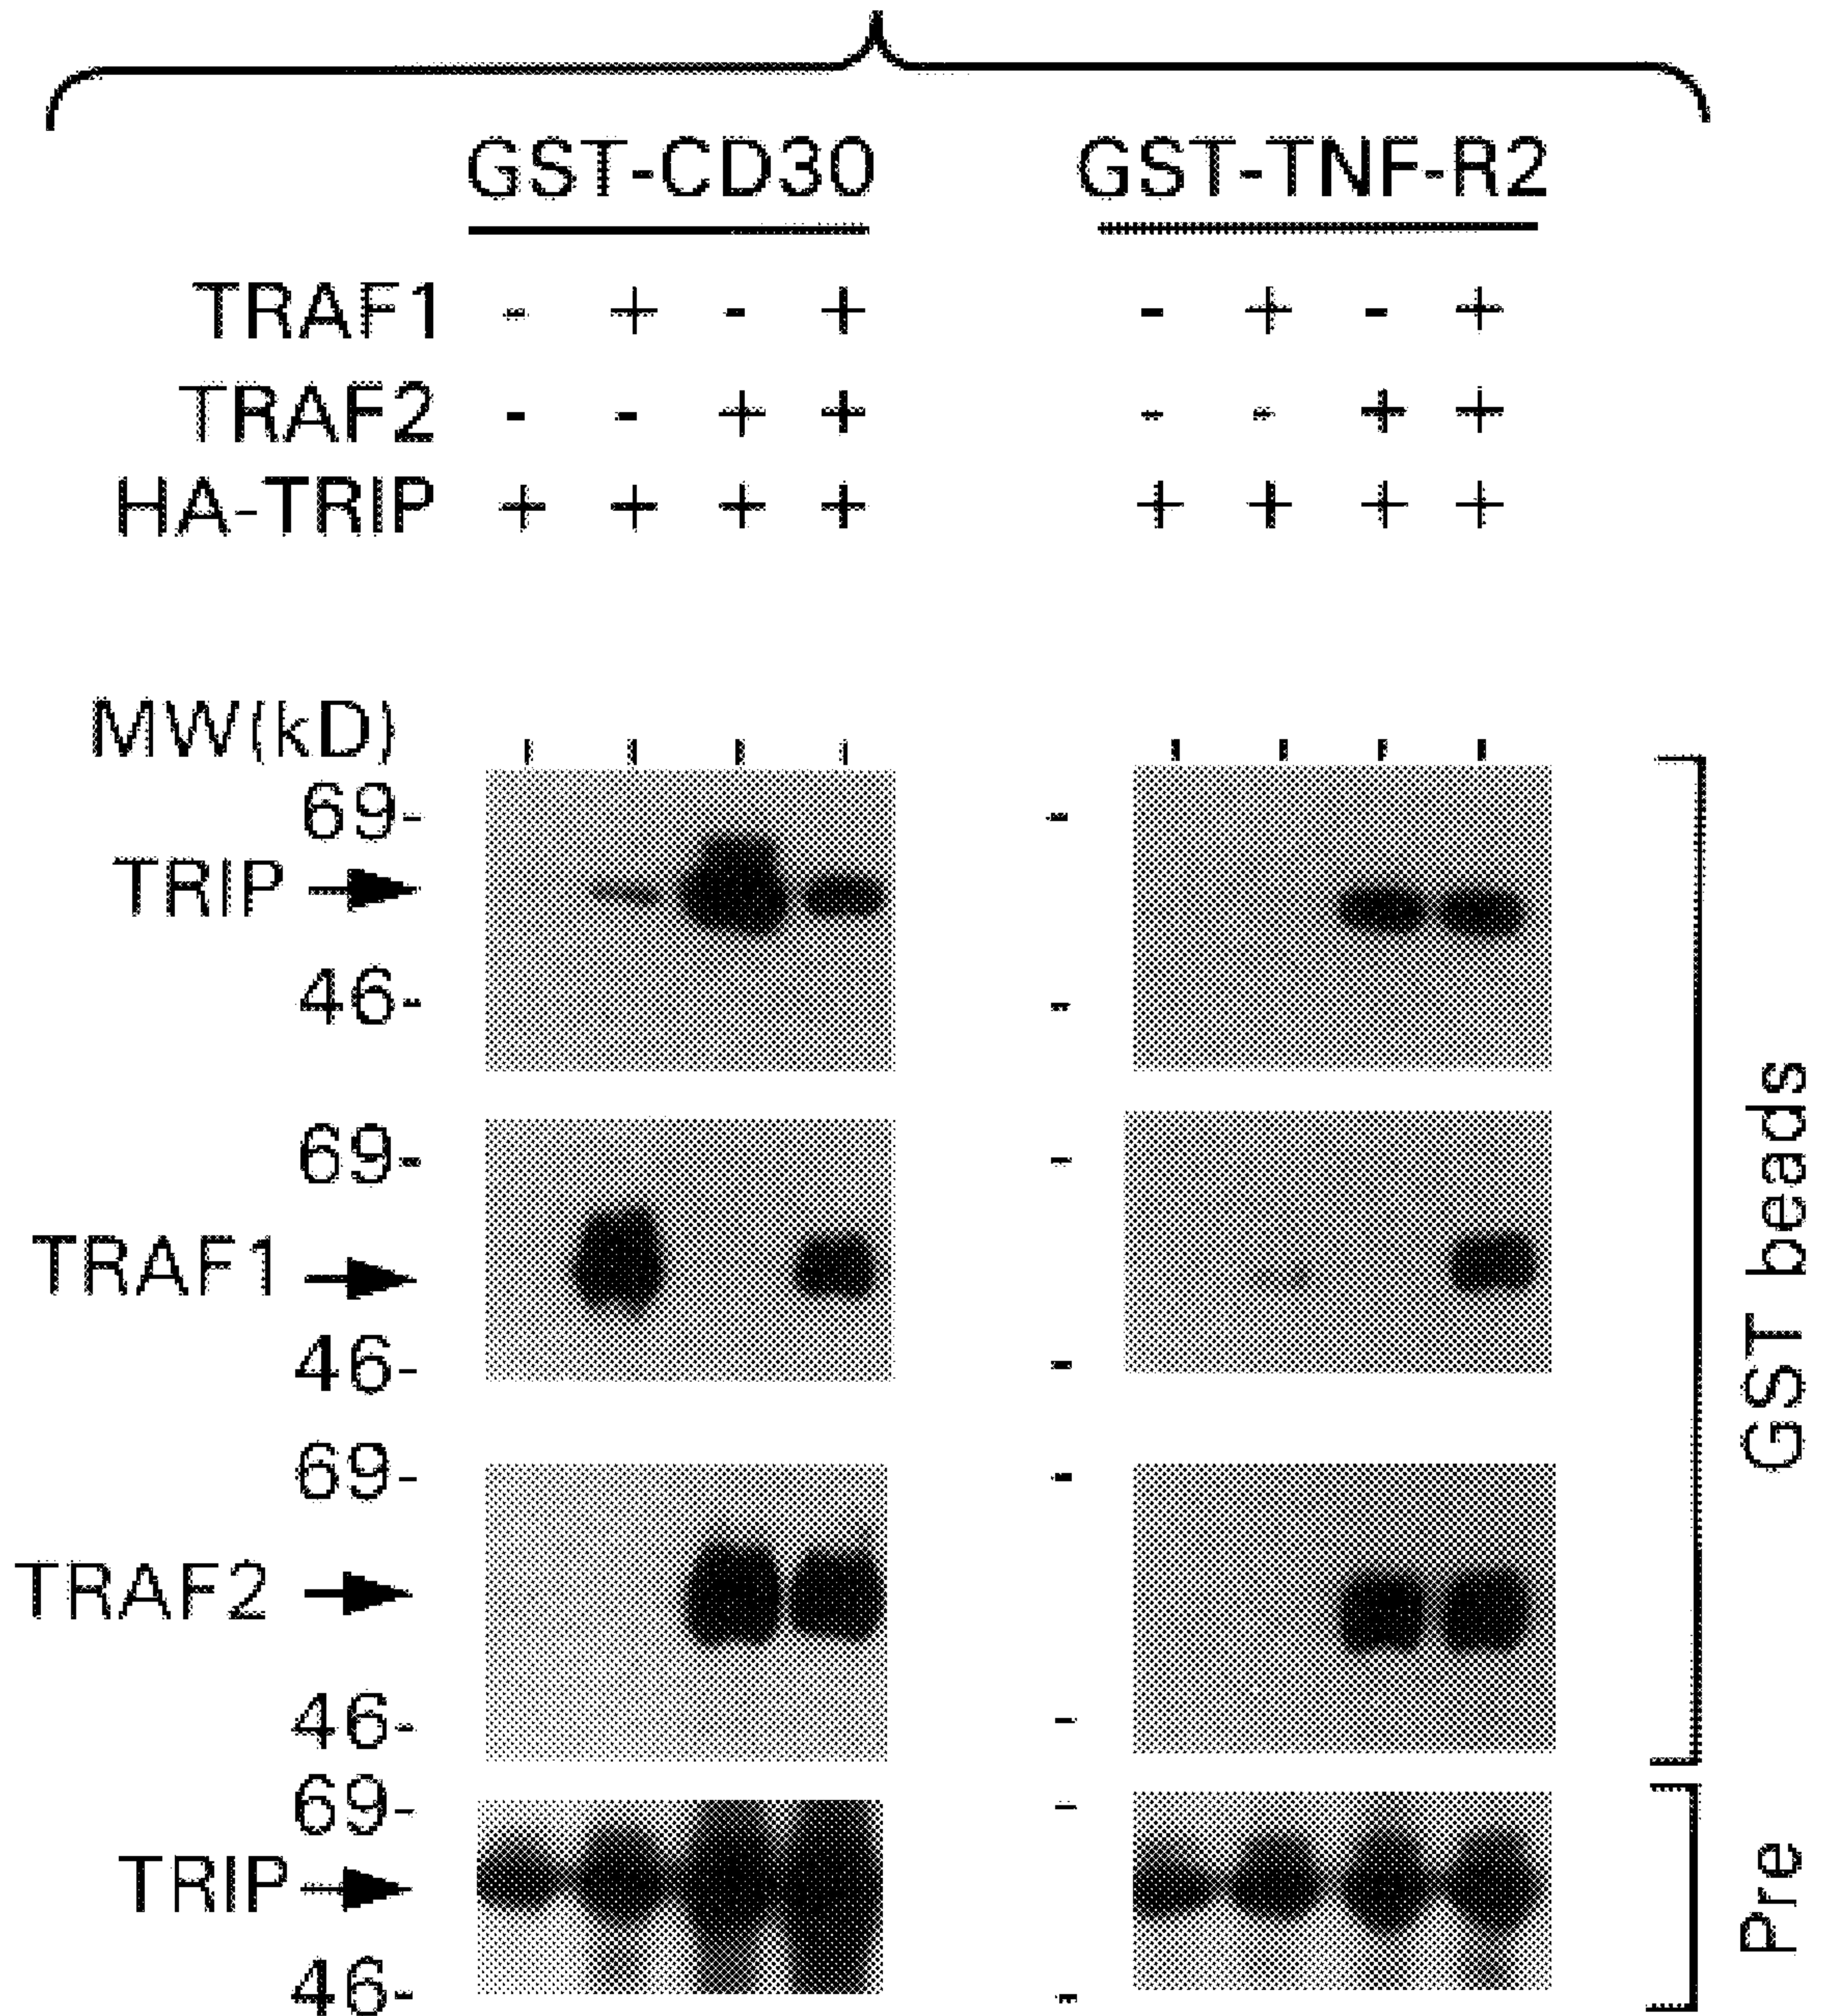 GST-CD30 GST-TNF-R2
TRAF1 - + - + - + - +
TRAF2 - - + + - - + +
HA-TRIP + + + + + + + +
MW(kD)
69-
TRIP
46-
69-
TRAF1
46-
69-
TRAF2
46-
69-
TRIP
46-
GST beads
Pre